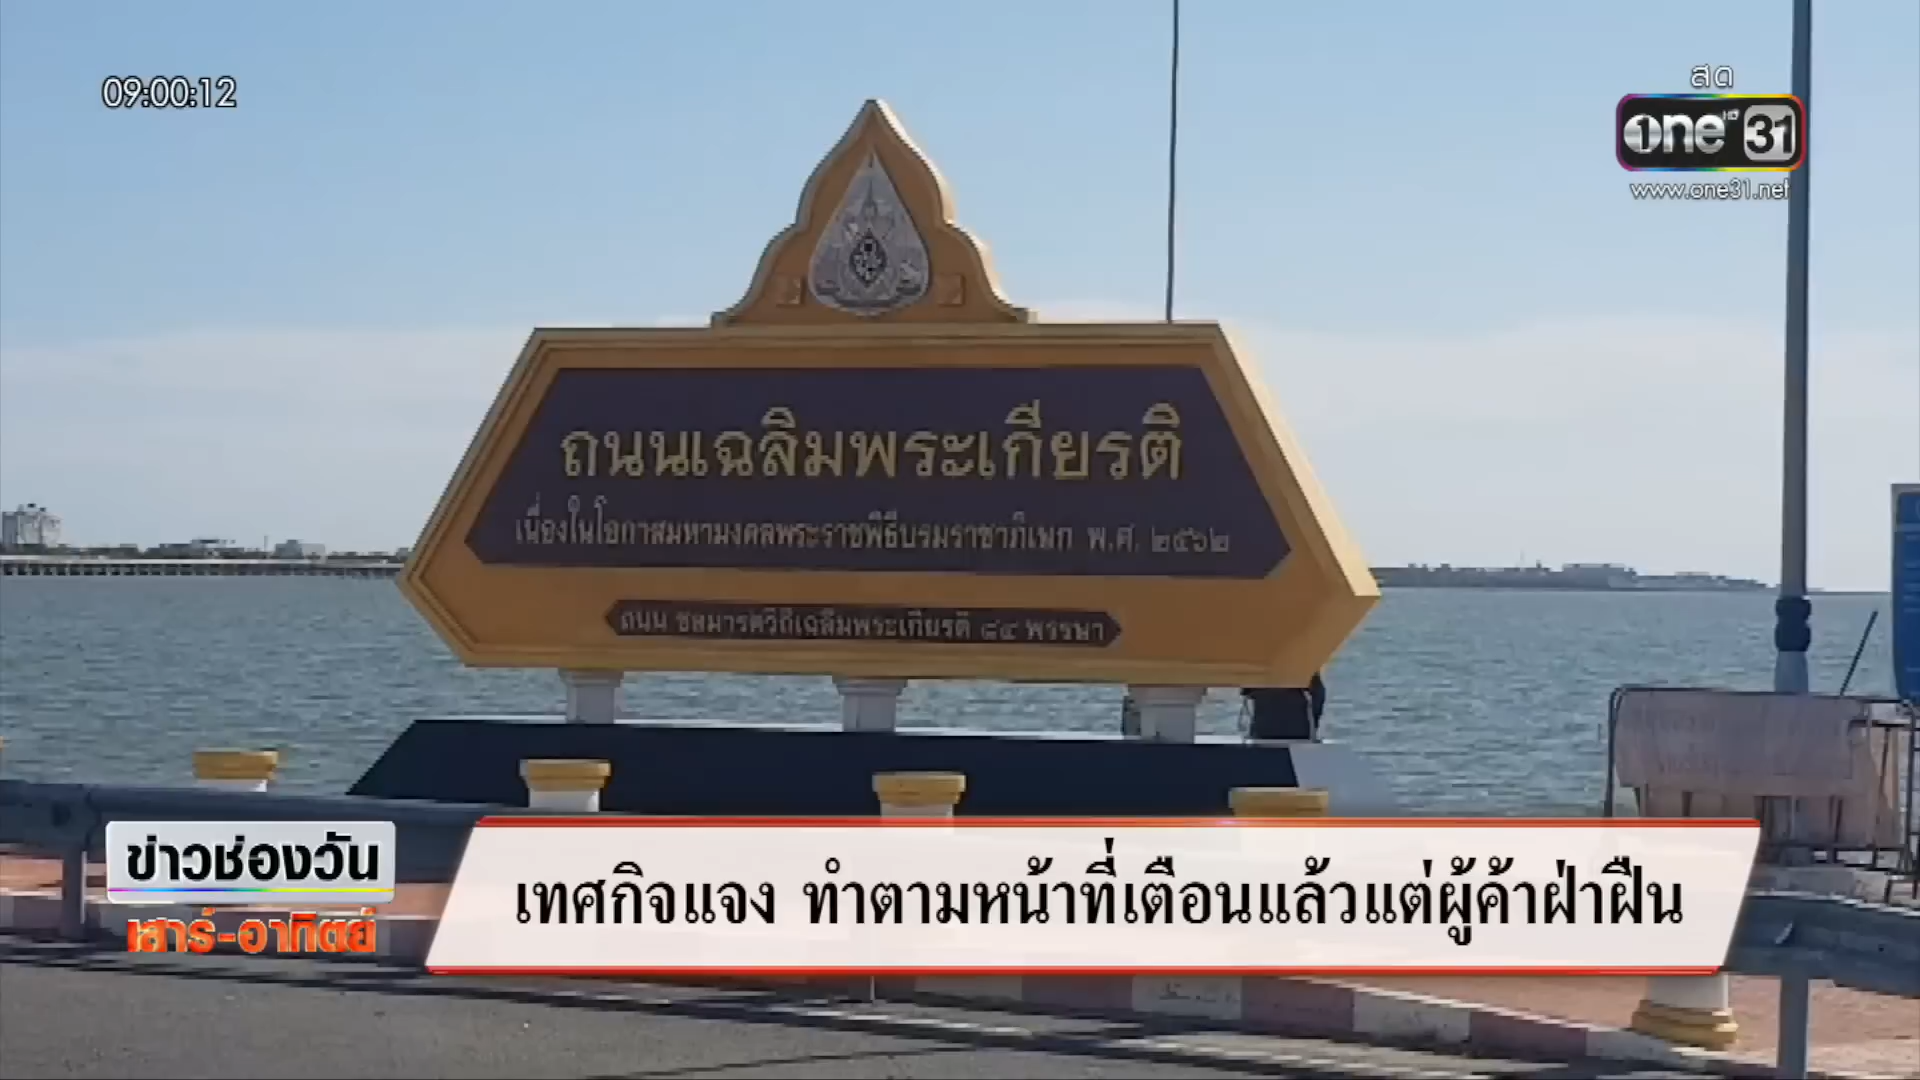 09:00:12
สด
one HD 31
www.one31.net
ถนนเฉลิมพระเกียรติ
เนื่องในโอกาสมหามงคลพระราชพิธีบรมราชาภิเษก พ.ศ. ๒๕๖๒
ถนน ชลมารควิถีเฉลิมพระเกียรติ ๘๔ พรรษา
ข่าวช่องวัน
เสาร์-อาทิตย์
เทศกิจแจง ทำตามหน้าที่เตือนแล้วแต่ผู้ค้าฝ่าฝืน